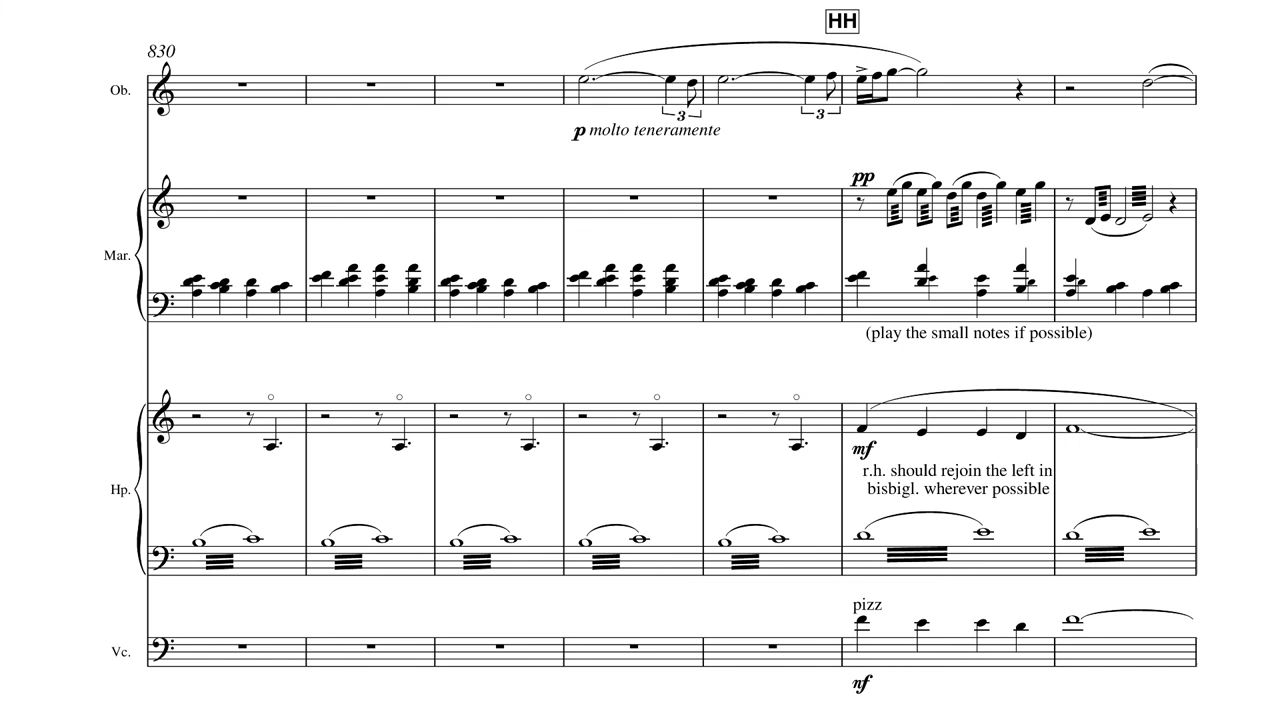 HH
830
Ob.
3
3
p molto teneramente
pp
Mar.
(play the small notes if possible)
mf
r.h. should rejoin the left in
bisbigl. wherever possible
Hp.
pizz
Vc.
nf